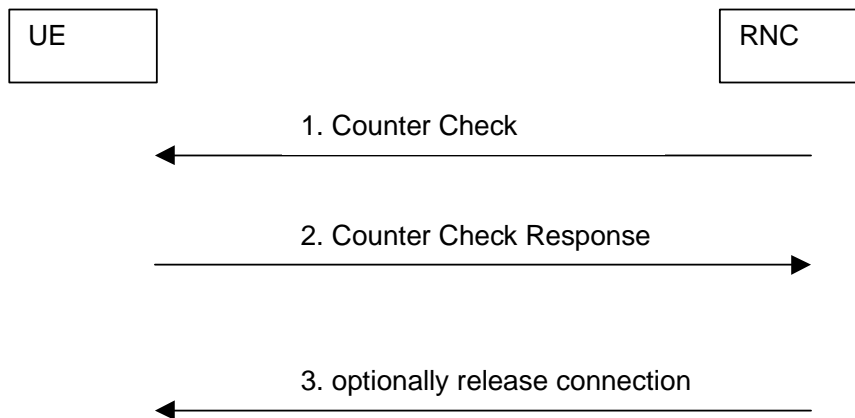 UE
RNC
1. Counter Check
2. Counter Check Response
3. optionally release connection